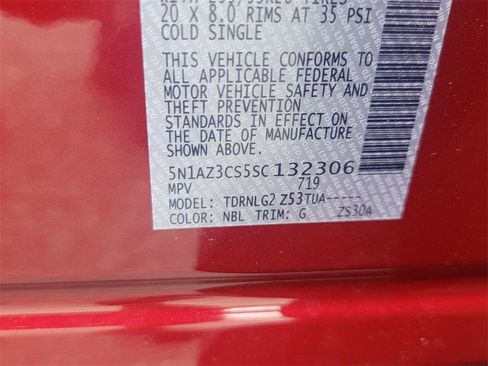 20 X 8.0 RIMS AT 35 PSI
COLD SINGLE
THIS VEHICLE CONFORMS TO
ALL APPLICABLE FEDERAL
MOTOR VEHICLE SAFETY AND
THEFT PREVENTION
STANDARDS IN EFFECT ON
THE DATE OF MANUFACTURE
5N1AZ3CS5SC132306
MPV 719
MODEL: TDRNLG2 Z53TUA-----
COLOR: NBL TRIM: G ZS30A